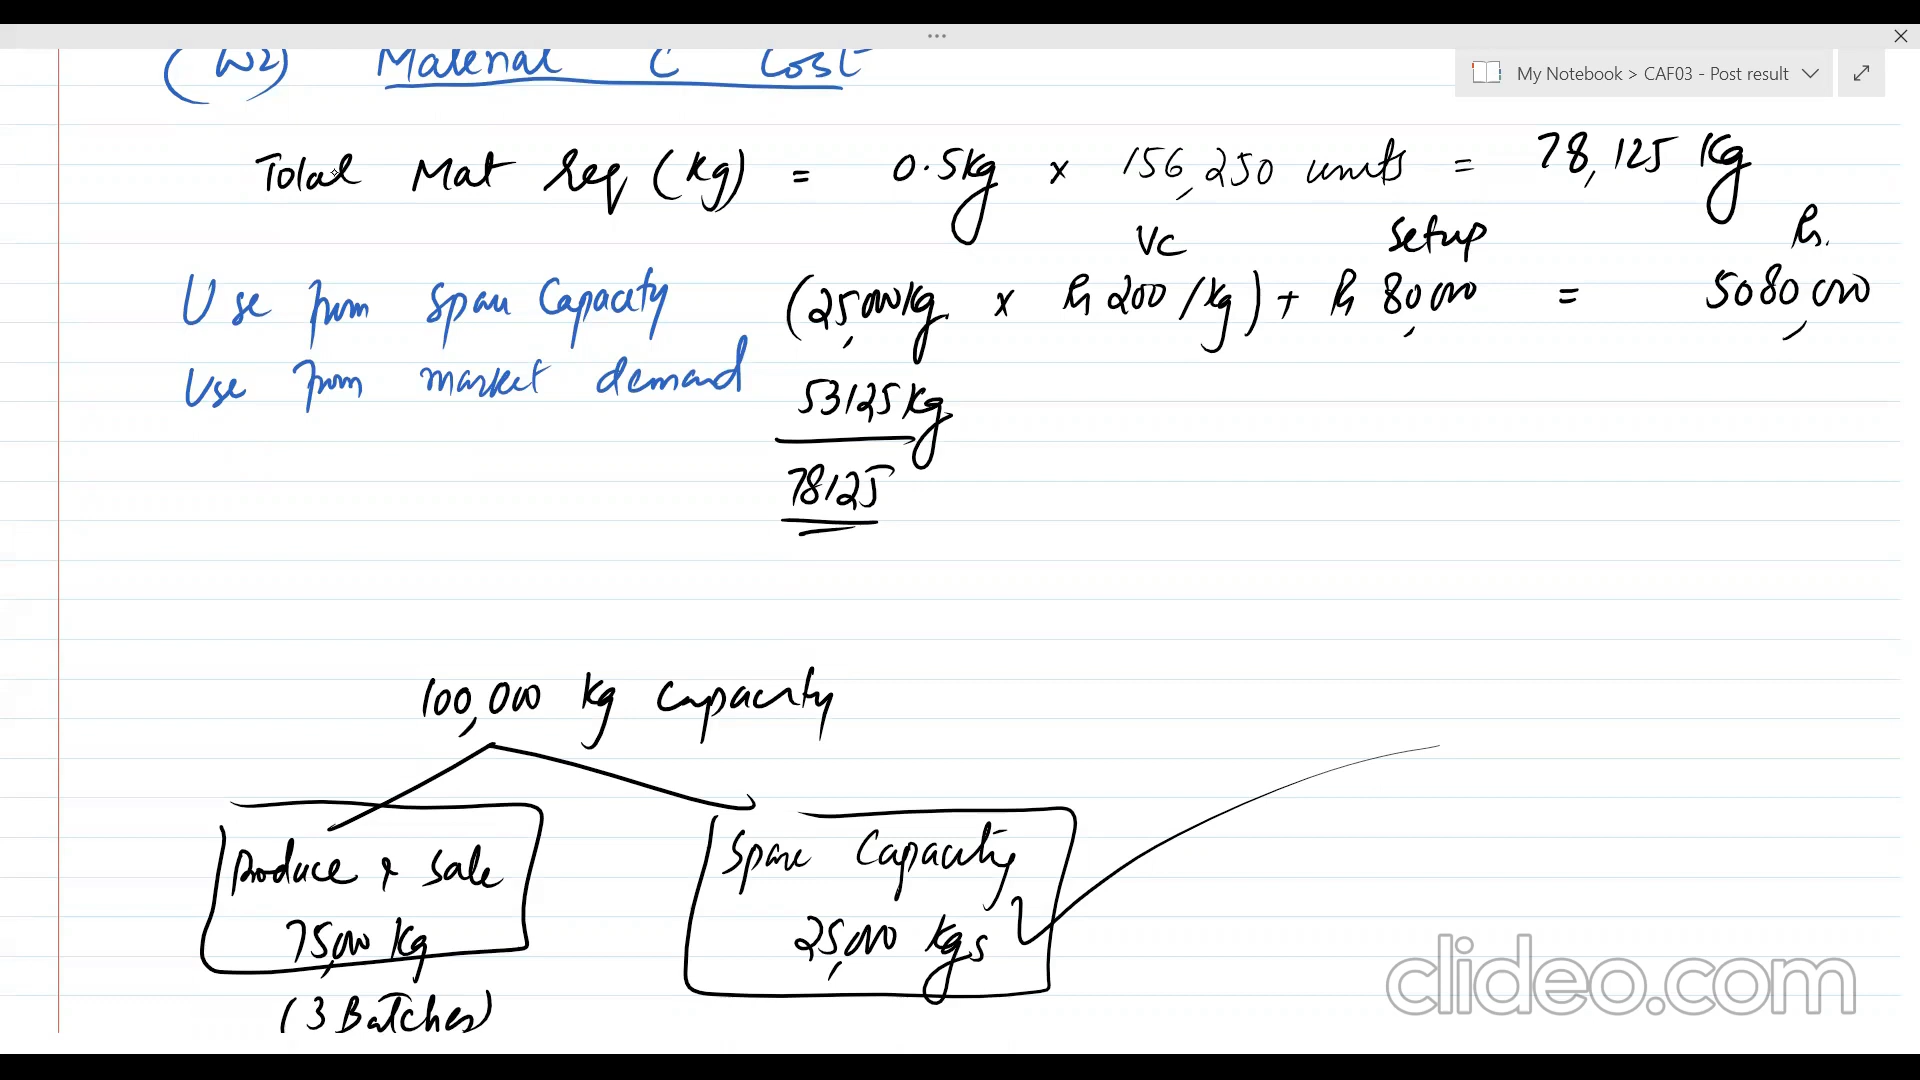 (W2) Material C Cost
My Notebook > CAF03 - Post result
Total Mat Req (kg) = 0.5kg × 156,250 units = 78,125 Kg
VC Setup Rs.
Use from Spare Capacity (25,000kg × Rs 200/kg) + Rs 80,000 = 5080,000
Use from market demand 53125 kg
78125
100,000 kg capacity
Produce & Sale
75,000 Kg
(3 Batches)
Spare Capacity
25,000 kgs
clideo.com